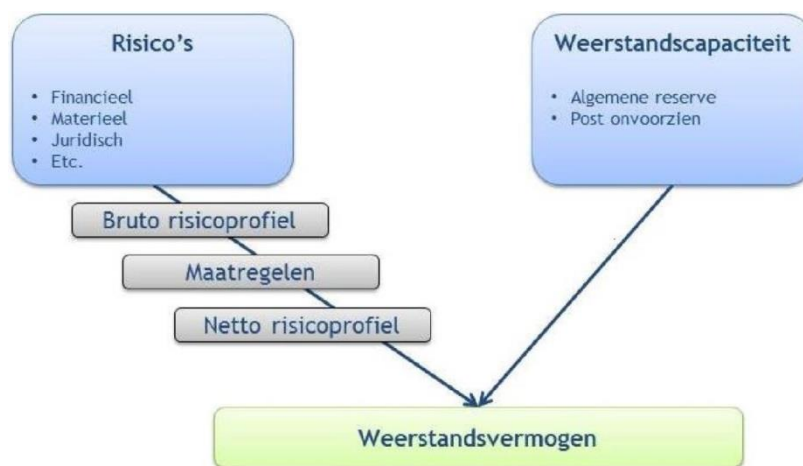 Risico's
• Financieel
• Materieel
• Juridisch
• Etc.
Weerstandscapaciteit
• Algemene reserve
• Post onvoorzien
Bruto risicoprofiel
Maatregelen
Netto risicoprofiel
Weerstandsvermogen